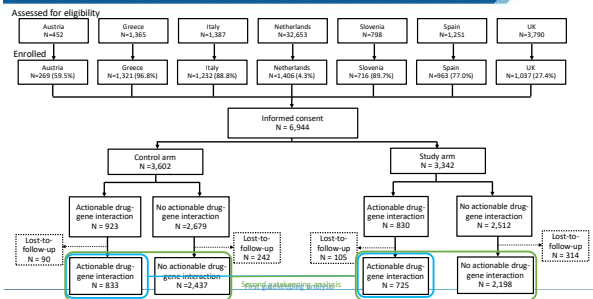 Assessed for eligibility
Austria
N=452
Greece
N=1,365
Italy
N=1,387
Netherlands
N=32,653
Slovenia
N=798
Spain
N=1,251
UK
N=3,790
Enrolled
Austria
N=269 (59.5%)
Greece
N=1,321 (96.8%)
Italy
N=1,232 (88.8%)
Netherlands
N=1,406 (4.3%)
Slovenia
N=716 (89.7%)
Spain
N=963 (77.0%)
UK
N=1,037 (27.4%)
Informed consent
N = 6,944
Control arm
N =3,602
Study arm
N = 3,342
Actionable drug-
gene interaction
N = 923
No actionable drug-
gene interaction
N =2,679
Actionable drug-
gene interaction
N = 830
No actionable drug-
gene interaction
N = 2,512
Lost-to-
follow-up
N = 90
Lost-to-
follow-up
N = 242
Lost-to-
follow-up
N = 105
Lost-to-
follow-up
N = 314
Actionable drug-
gene interaction
N = 833
No actionable drug-
gene interaction
N =2,437
Actionable drug-
gene interaction
N = 725
No actionable drug-
gene interaction
N = 2,198
Second gatekeeping analysis
First gatekeeping analysis